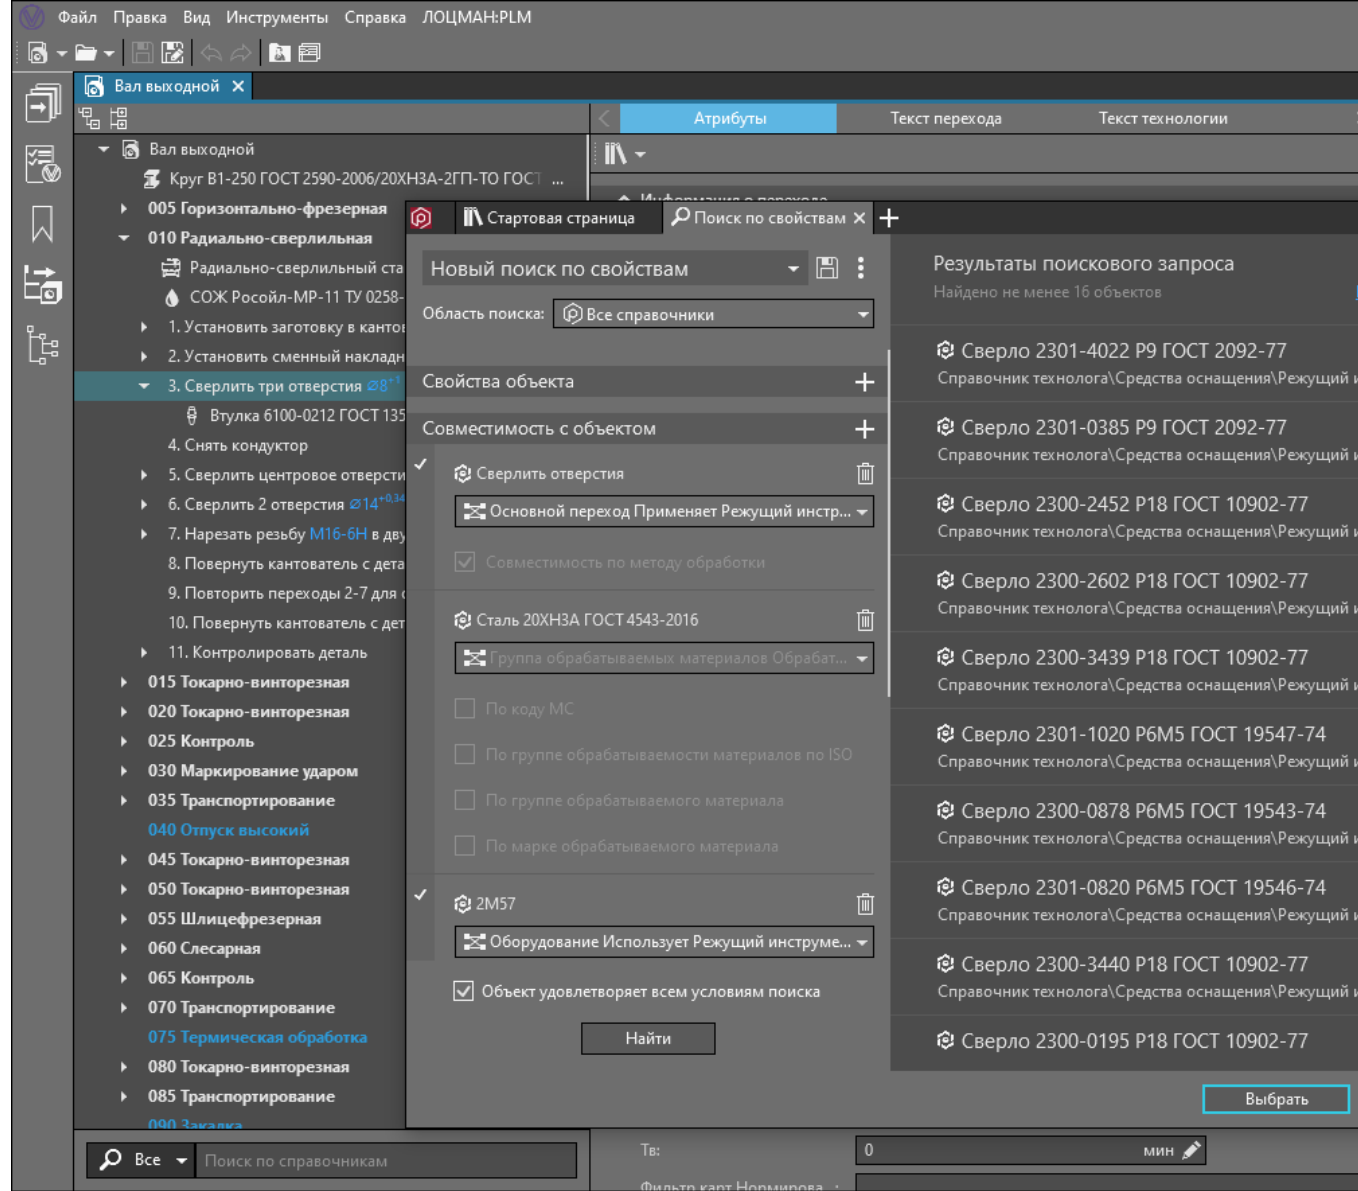 Файл Правка Вид Инструменты Справка ЛОЦМАН:PLM
Вал выходной
Атрибуты Текст перехода Текст технологии
Вал выходной
Круг В1-250 ГОСТ 2590-2006/20ХН3А-2ГП-ТО ГОСТ ...
005 Горизонтально-фрезерная
010 Радиально-сверлильная
Радиально-сверлильный ста
СОЖ Росойл-МР-11 ТУ 0258-
1. Установить заготовку в кантов
2. Установить сменный накладн
3. Сверлить три отверстия ⌀8⁺¹
Втулка 6100-0212 ГОСТ 135
4. Снять кондуктор
5. Сверлить центровое отверсти
6. Сверлить 2 отверстия ⌀14⁺⁰,³⁴
7. Нарезать резьбу М16-6Н в дву
8. Повернуть кантователь с дета
9. Повторить переходы 2-7 для
10. Повернуть кантователь с дет
11. Контролировать деталь
015 Токарно-винторезная
020 Токарно-винторезная
025 Контроль
030 Маркирование ударом
035 Транспортирование
040 Отпуск высокий
045 Токарно-винторезная
050 Токарно-винторезная
055 Шлицефрезерная
060 Слесарная
065 Контроль
070 Транспортирование
075 Термическая обработка
080 Токарно-винторезная
085 Транспортирование
090 Закалка
Все Поиск по справочникам
Информация о переходе
Стартовая страница Поиск по свойствам
Новый поиск по свойствам
Область поиска: Все справочники
Свойства объекта
Совместимость с объектом
Сверлить отверстия
Основной переход Применяет Режущий инстр...
Совместимость по методу обработки
Сталь 20ХН3А ГОСТ 4543-2016
Группа обрабатываемых материалов Обрабат...
По коду МС
По группе обрабатываемости материалов по ISO
По группе обрабатываемого материала
По марке обрабатываемого материала
2М57
Оборудование Использует Режущий инструме...
Объект удовлетворяет всем условиям поиска
Найти
Результаты поискового запроса
Найдено не менее 16 объектов
Сверло 2301-4022 Р9 ГОСТ 2092-77
Справочник технолога\Средства оснащения\Режущий и
Сверло 2301-0385 Р9 ГОСТ 2092-77
Справочник технолога\Средства оснащения\Режущий и
Сверло 2300-2452 Р18 ГОСТ 10902-77
Справочник технолога\Средства оснащения\Режущий и
Сверло 2300-2602 Р18 ГОСТ 10902-77
Справочник технолога\Средства оснащения\Режущий и
Сверло 2300-3439 Р18 ГОСТ 10902-77
Справочник технолога\Средства оснащения\Режущий и
Сверло 2301-1020 Р6М5 ГОСТ 19547-74
Справочник технолога\Средства оснащения\Режущий и
Сверло 2300-0878 Р6М5 ГОСТ 19543-74
Справочник технолога\Средства оснащения\Режущий и
Сверло 2301-0820 Р6М5 ГОСТ 19546-74
Справочник технолога\Средства оснащения\Режущий и
Сверло 2300-3440 Р18 ГОСТ 10902-77
Справочник технолога\Средства оснащения\Режущий и
Сверло 2300-0195 Р18 ГОСТ 10902-77
Выбрать
Тв: 0 мин
Фильтр карт Нормирова :